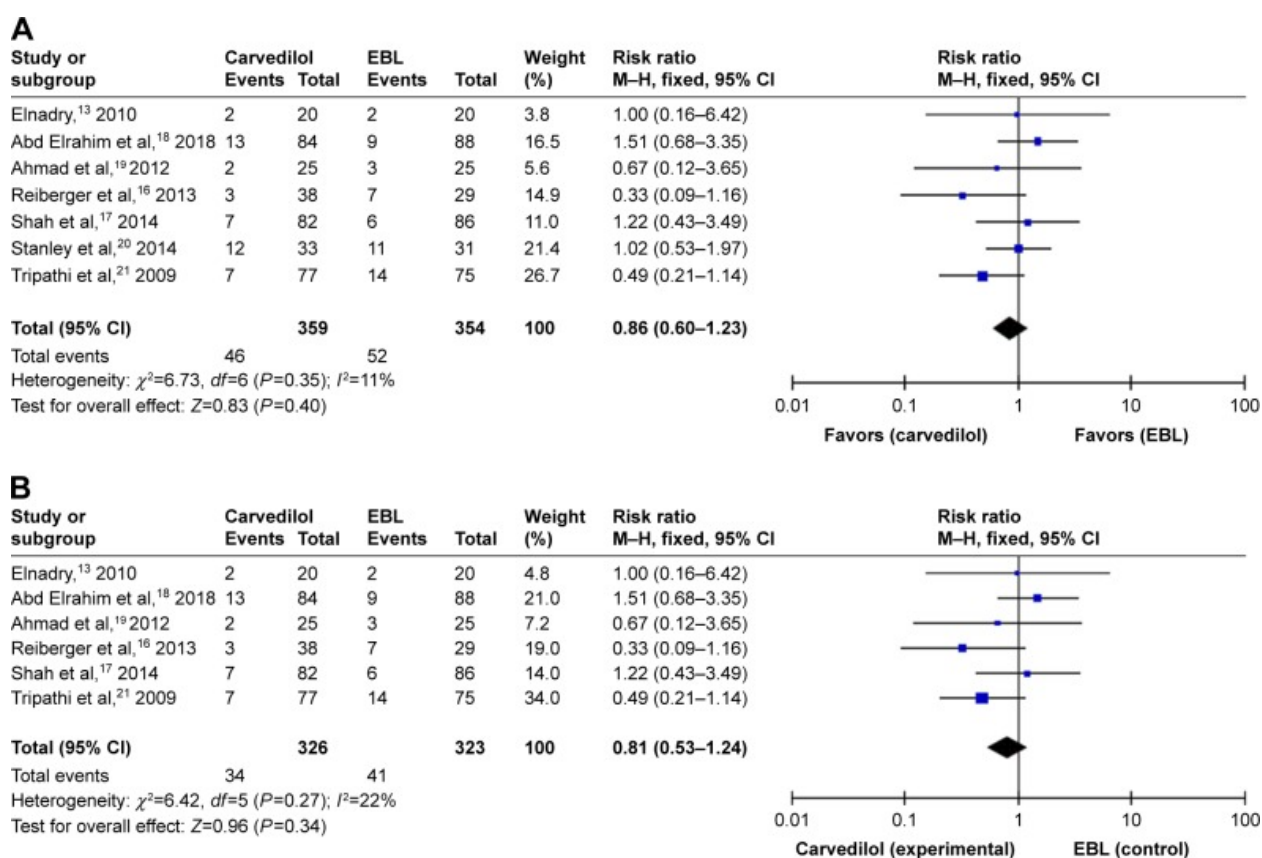 A
Study or subgroup Carvedilol Events Total EBL Events Total Weight (%) Risk ratio M–H, fixed, 95% CI Risk ratio M–H, fixed, 95% CI
Elnadry,13 2010 2 20 2 20 3.8 1.00 (0.16–6.42)
Abd Elrahim et al,18 2018 13 84 9 88 16.5 1.51 (0.68–3.35)
Ahmad et al,19 2012 2 25 3 25 5.6 0.67 (0.12–3.65)
Reiberger et al,16 2013 3 38 7 29 14.9 0.33 (0.09–1.16)
Shah et al,17 2014 7 82 6 86 11.0 1.22 (0.43–3.49)
Stanley et al,20 2014 12 33 11 31 21.4 1.02 (0.53–1.97)
Tripathi et al,21 2009 7 77 14 75 26.7 0.49 (0.21–1.14)
Total (95% CI) 359 354 100 0.86 (0.60–1.23)
Total events 46 52
Heterogeneity: χ²=6.73, df=6 (P=0.35); I²=11%
Test for overall effect: Z=0.83 (P=0.40)
0.01 0.1 1 10 100
Favors (carvedilol) Favors (EBL)
B
Study or subgroup Carvedilol Events Total EBL Events Total Weight (%) Risk ratio M–H, fixed, 95% CI Risk ratio M–H, fixed, 95% CI
Elnadry,13 2010 2 20 2 20 4.8 1.00 (0.16–6.42)
Abd Elrahim et al,18 2018 13 84 9 88 21.0 1.51 (0.68–3.35)
Ahmad et al,19 2012 2 25 3 25 7.2 0.67 (0.12–3.65)
Reiberger et al,16 2013 3 38 7 29 19.0 0.33 (0.09–1.16)
Shah et al,17 2014 7 82 6 86 14.0 1.22 (0.43–3.49)
Tripathi et al,21 2009 7 77 14 75 34.0 0.49 (0.21–1.14)
Total (95% CI) 326 323 100 0.81 (0.53–1.24)
Total events 34 41
Heterogeneity: χ²=6.42, df=5 (P=0.27); I²=22%
Test for overall effect: Z=0.96 (P=0.34)
0.01 0.1 1 10 100
Carvedilol (experimental) EBL (control)